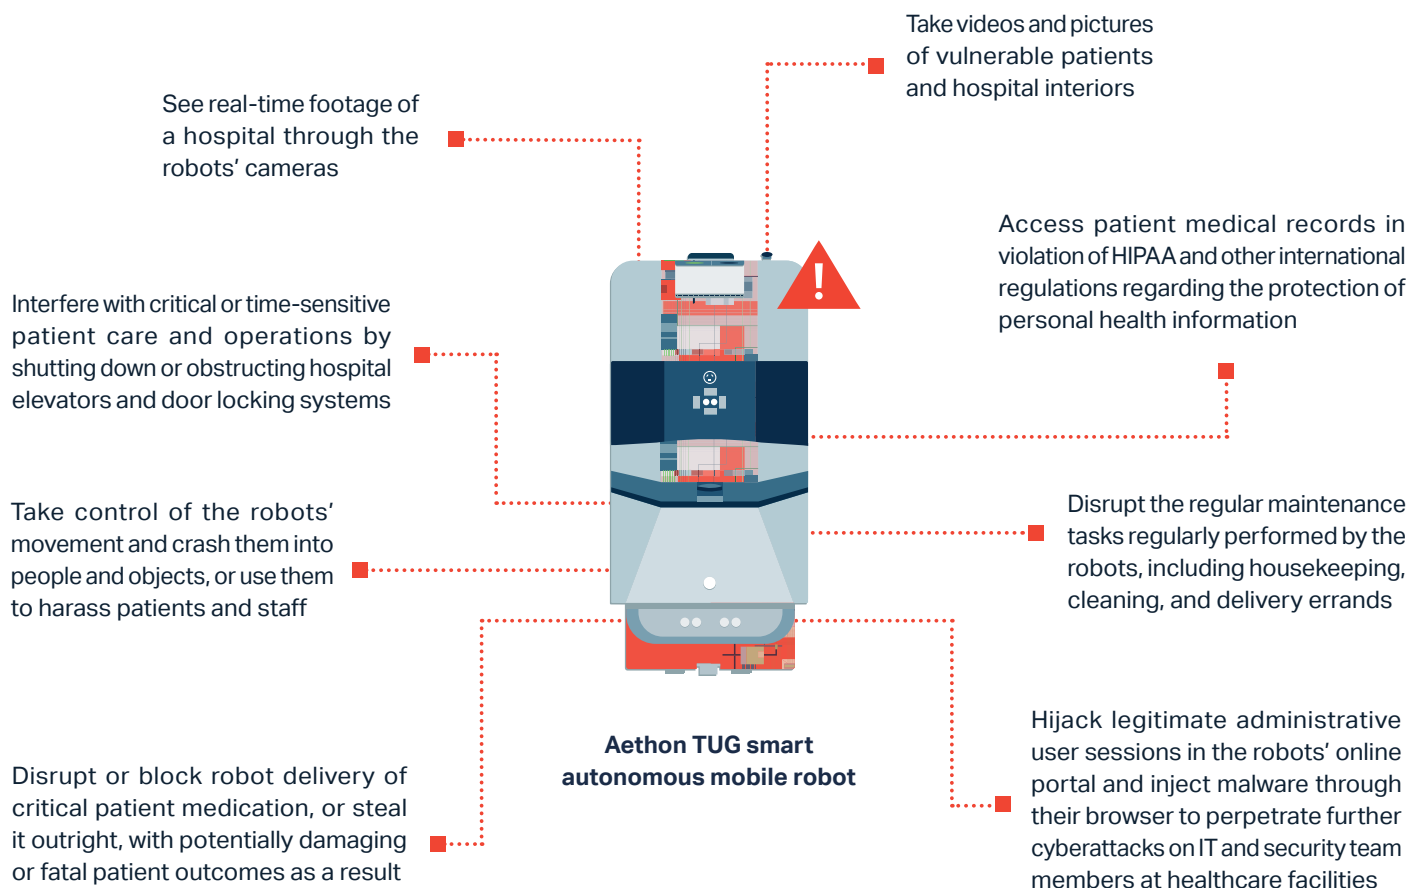 Take videos and pictures
of vulnerable patients
and hospital interiors
See real-time footage of
a hospital through the
robots’ cameras
Access patient medical records in
violation of HIPAA and other international
regulations regarding the protection of
personal health information
Interfere with critical or time-sensitive
patient care and operations by
shutting down or obstructing hospital
elevators and door locking systems
Take control of the robots’
movement and crash them into
people and objects, or use them
to harass patients and staff
Disrupt the regular maintenance
tasks regularly performed by the
robots, including housekeeping,
cleaning, and delivery errands
Aethon TUG smart
autonomous mobile robot
Disrupt or block robot delivery of
critical patient medication, or steal
it outright, with potentially damaging
or fatal patient outcomes as a result
Hijack legitimate administrative
user sessions in the robots’ online
portal and inject malware through
their browser to perpetrate further
cyberattacks on IT and security team
members at healthcare facilities